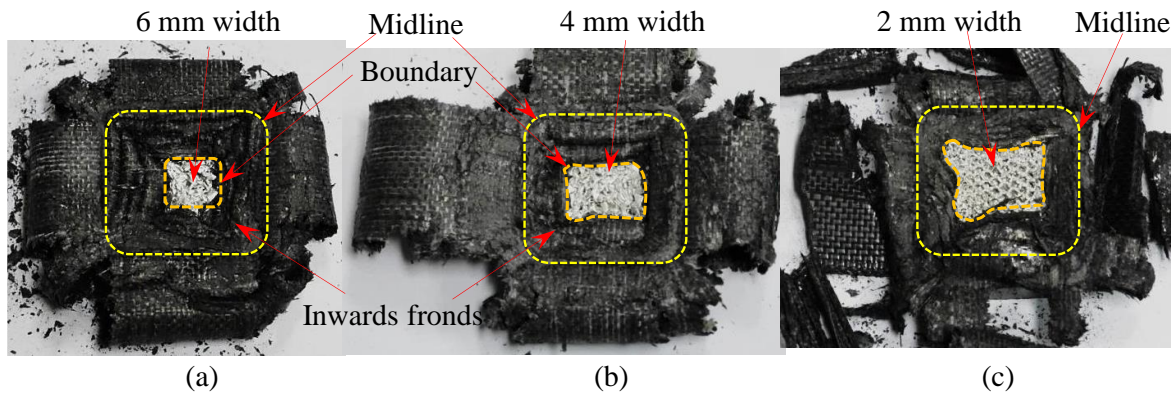 6 mm width Midline 4 mm width 2 mm width Midline
Boundary
Inwards fronds
(a) (b) (c)